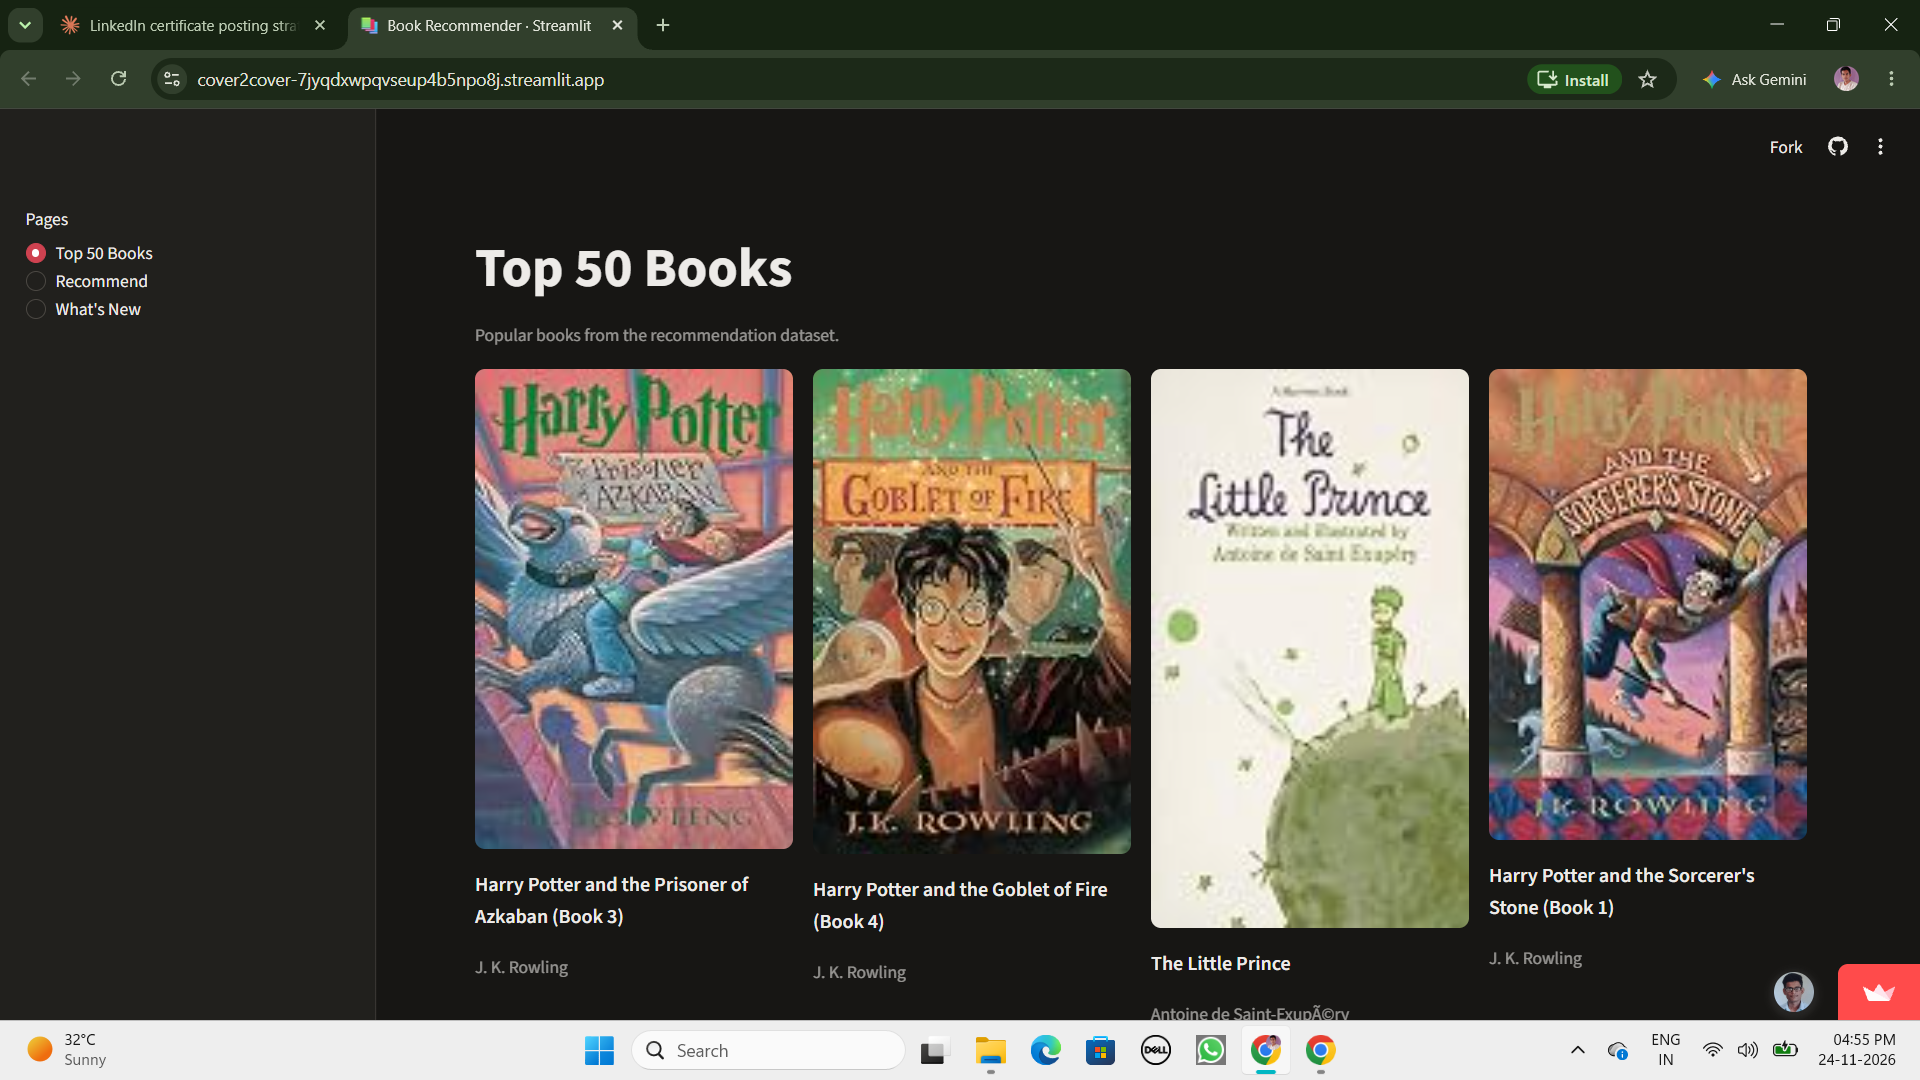 LinkedIn certificate posting stra
Book Recommender · Streamlit
cover2cover-7jyqdxwpqvseup4b5npo8j.streamlit.app
Install
Ask Gemini
Fork
Pages
Top 50 Books
Recommend
What's New
Top 50 Books
Popular books from the recommendation dataset.
Harry Potter
and the
PRISONER
of AZKABAN
J.K. ROWLING
Harry Potter and the Prisoner of
Azkaban (Book 3)
J. K. Rowling
Harry Potter
AND THE
GOBLET OF FIRE
J.K. ROWLING
Harry Potter and the Goblet of Fire
(Book 4)
J. K. Rowling
The
Little Prince
Written and illustrated by
Antoine de Saint Exupéry
The Little Prince
Antoine de Saint-ExupÃ©ry
Harry Potter
AND THE
SORCERER'S STONE
J.K. ROWLING
Harry Potter and the Sorcerer's
Stone (Book 1)
J. K. Rowling
32°C
Sunny
Search
DELL
ENG
IN
04:55 PM
24-11-2026